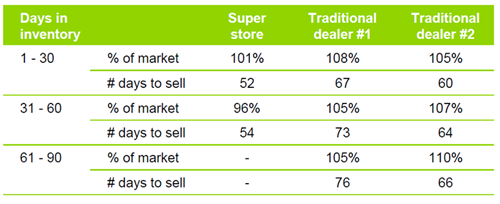 Days in inventory Super store Traditional dealer #1 Traditional dealer #2
1 - 30 % of market 101% 108% 105%
# days to sell 52 67 60
31 - 60 % of market 96% 105% 107%
# days to sell 54 73 64
61 - 90 % of market - 105% 110%
# days to sell - 76 66